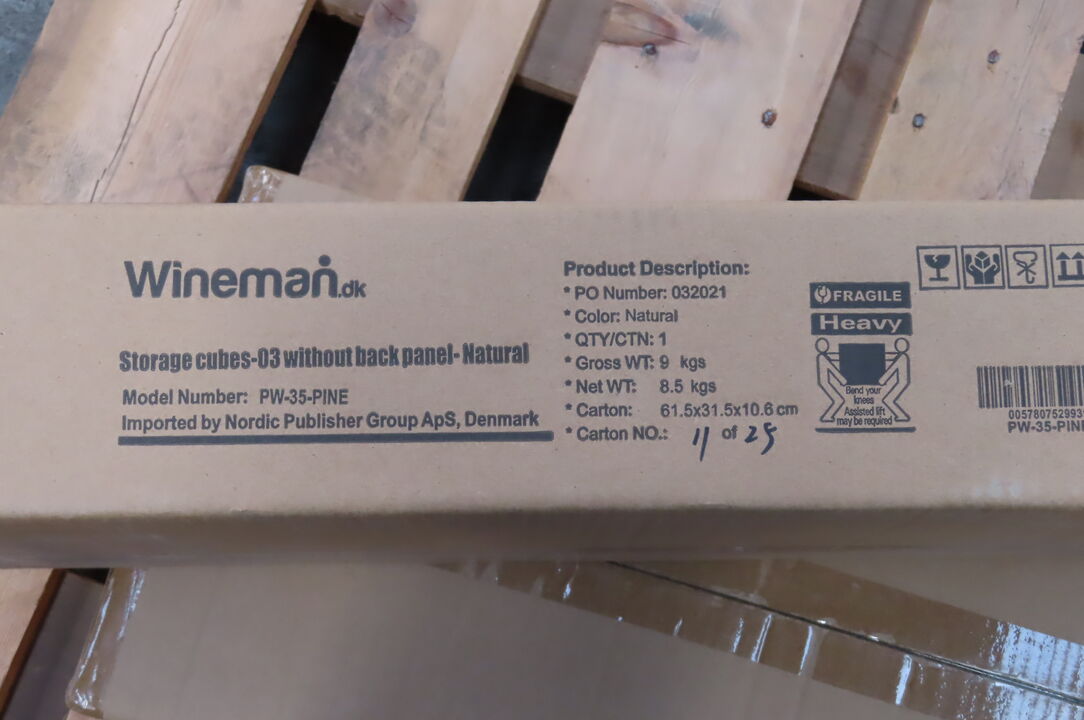 Wineman.dk
Storage cubes-03 without back panel- Natural
Model Number: PW-35-PINE
Imported by Nordic Publisher Group ApS, Denmark
Product Description:
* PO Number: 032021
* Color: Natural
* QTY/CTN: 1
* Gross WT: 9 kgs
* Net WT: 8.5 kgs
* Carton: 61.5x31.5x10.6 cm
* Carton NO.: 11 of 25
FRAGILE
Heavy
Bend your
knees
Assisted lift
may be required
005780752993
PW-35-PINE